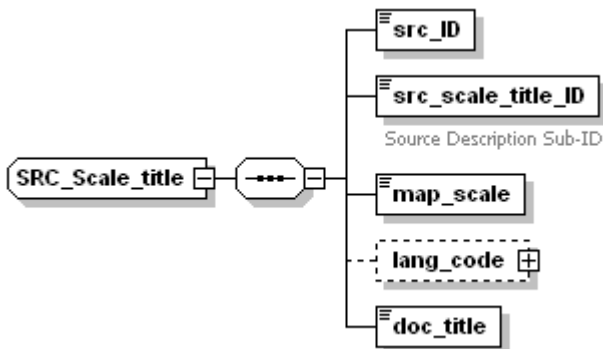 src_ID
src_scale_title_ID
Source Description Sub-ID
SRC_Scale_title
map_scale
lang_code
doc_title